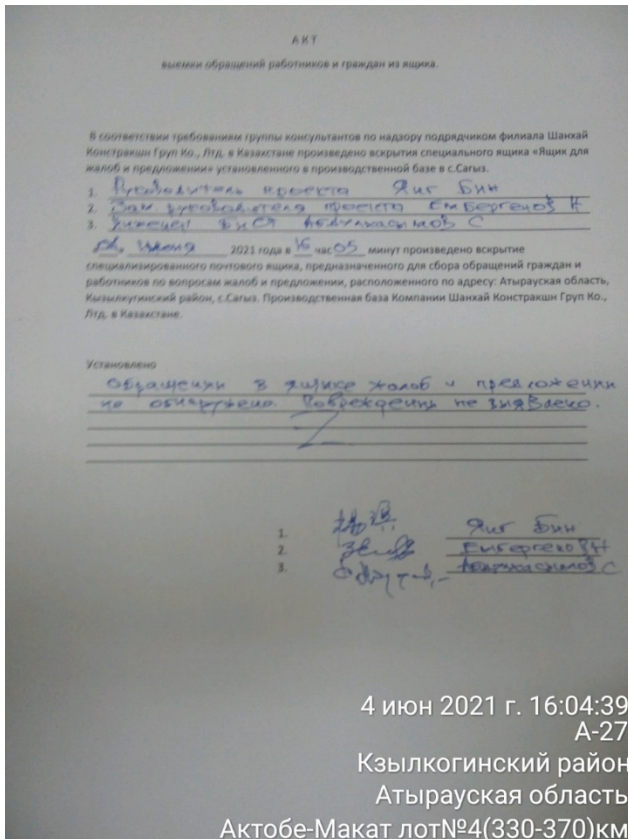 АКТ
выемки обращений работников и граждан из ящика.
В соответствии требованиям группы консультантов по надзору подрядчиком филиала Шанхай
Констракшн Груп Ко., Лтд. в Казахстане произведено вскрытия специального ящика «Ящик для
жалоб и предложении» установленного в производственной базе в с.Сагыз.
1. Руководитель проекта Янг Бин
2. Зам. руководителя проекта Ембергенов Н
3. Инженер Абдулкасимов С
04 июня 2021 года в 16 час 05 минут произведено вскрытие
специализированного почтового ящика, предназначенного для сбора обращений граждан и
работников по вопросам жалоб и предложении, расположенного по адресу: Атырауская область,
Кызылкугинский район, с.Сагыз. Производственная база Компании Шанхай Констракшн Груп Ко.,
Лтд. в Казахстане.
Установлено
Обращении в ящике жалоб и предложении
не обнаружено. Повреждении не выявлено.
1. Янг Бин
2. Ембергенов Н
3. Абдулкасимов С
4 июн 2021 г. 16:04:39
А-27
Кзылкогинский район
Атырауская область
Актобе-Макат лот№4(330-370)км